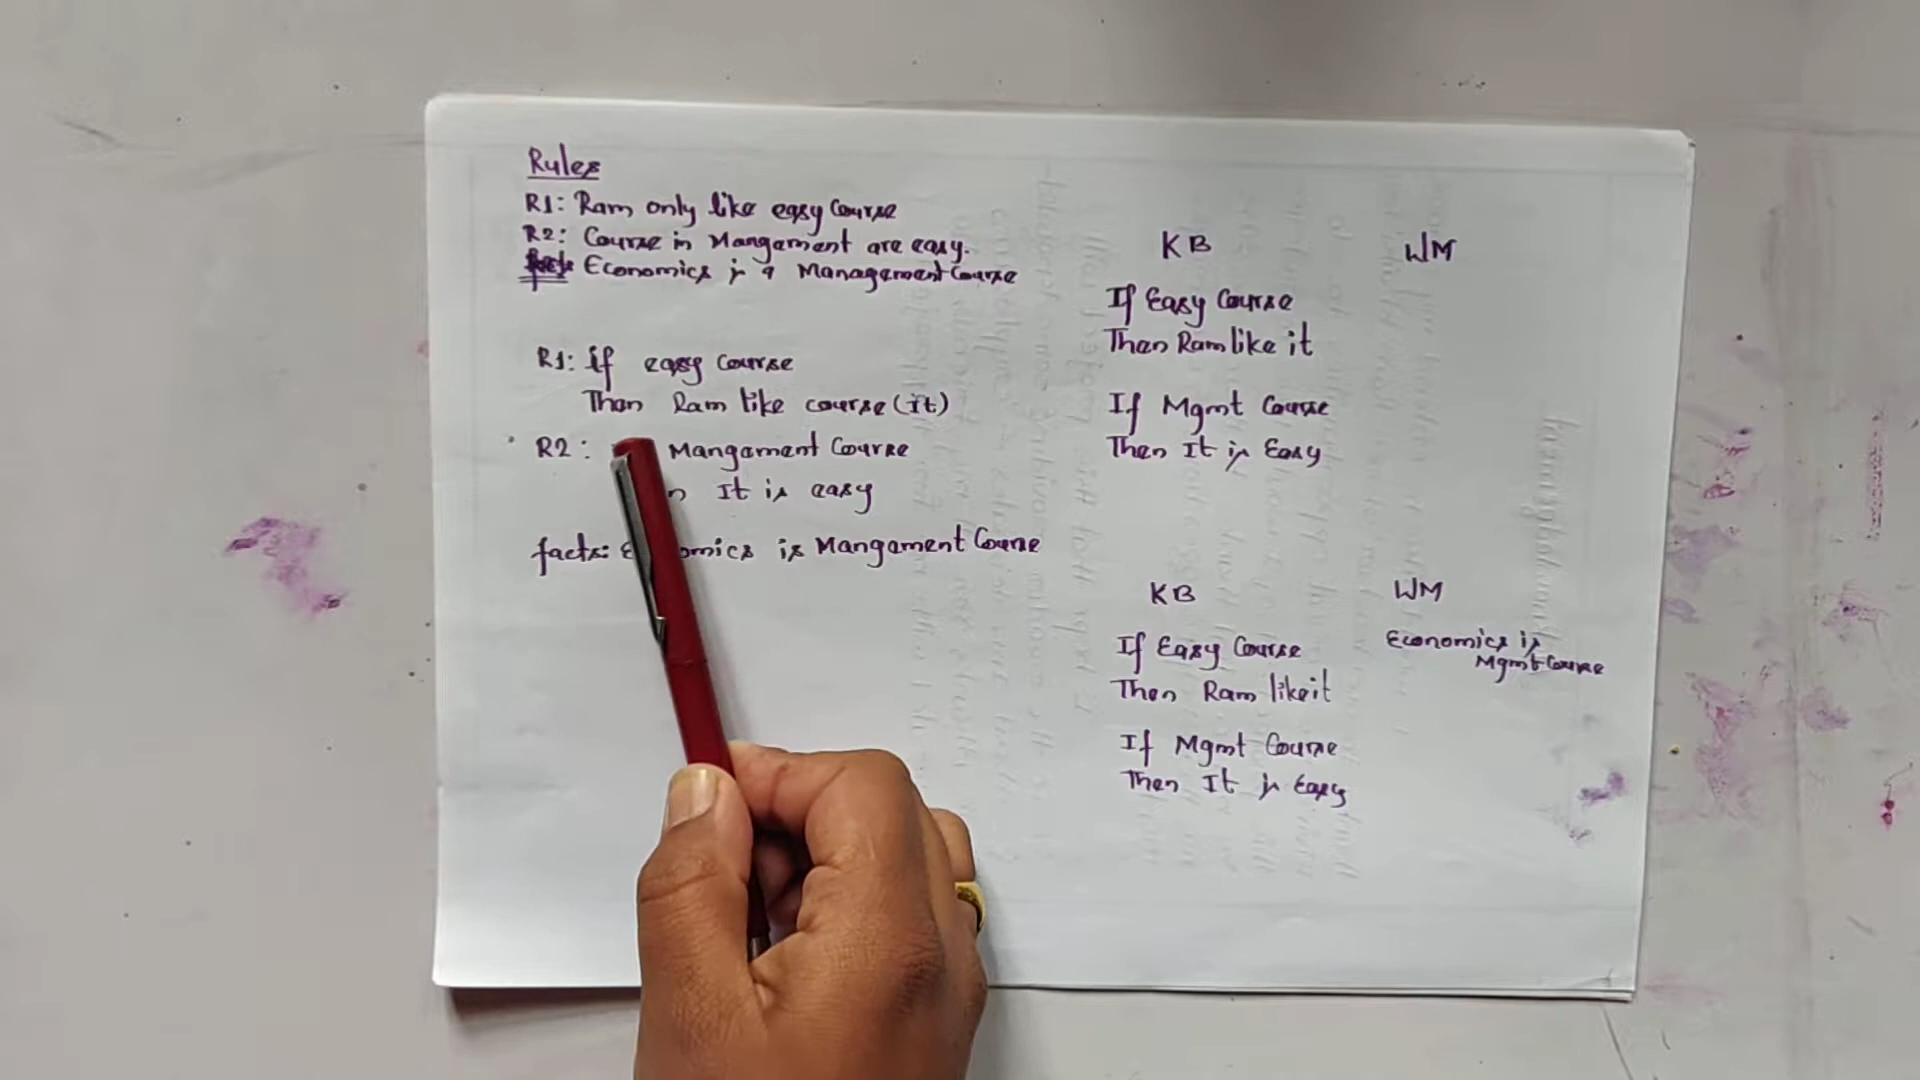 Rules
R1: Ram only like easy Course
R2: Course in Mangament are easy.
Economics is a Management Course
R1: if easy course
Then Ram like course (it)
R2: Mangament Course
It is easy
facts: is Mangament Course
KB WM
If Easy Course
Then Ram like it
If Mgmt Course
Then It is Easy
KB WM
If Easy Course
Then Ram like it
If Mgmt Course
Then It is Easy
Economics is
Mgmt Course